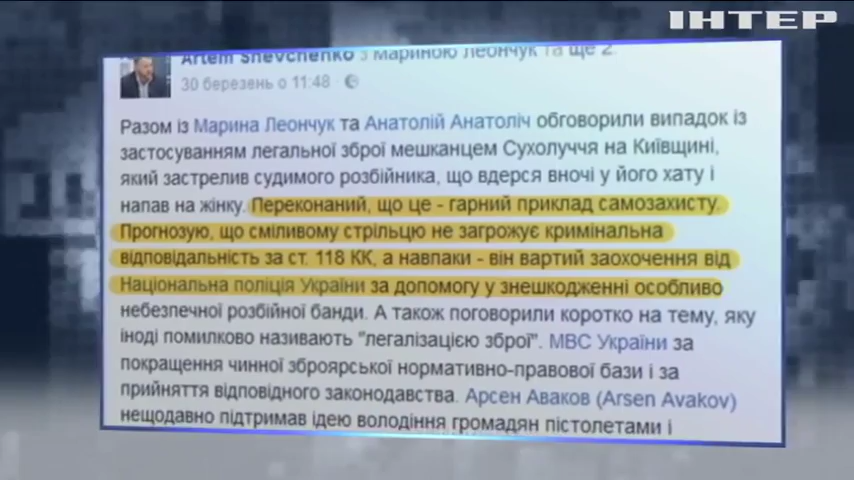 ІНТЕР
Artem Shevchenko з Мариною Леончук та ще 2.
30 березень о 11:48
Разом із Марина Леончук та Анатолій Анатоліч обговорили випадок із
застосуванням легальної зброї мешканцем Сухолуччя на Київщині,
який застрелив судимого розбійника, що вдерся вночі у його хату і
напав на жінку. Переконаний, що це - гарний приклад самозахисту.
Прогнозую, що сміливому стрільцю не загрожує кримінальна
відповідальність за ст. 118 КК, а навпаки - він вартий заохочення від
Національна поліція України за допомогу у знешкодженні особливо
небезпечної розбійної банди. А також поговорили коротко на тему, яку
іноді помилково називають "легалізацією зброї". МВС України за
покращення чинної зброярської нормативно-правової бази і за
прийняття відповідного законодавства. Арсен Аваков (Arsen Avakov)
нещодавно підтримав ідею володіння громадян пістолетами і